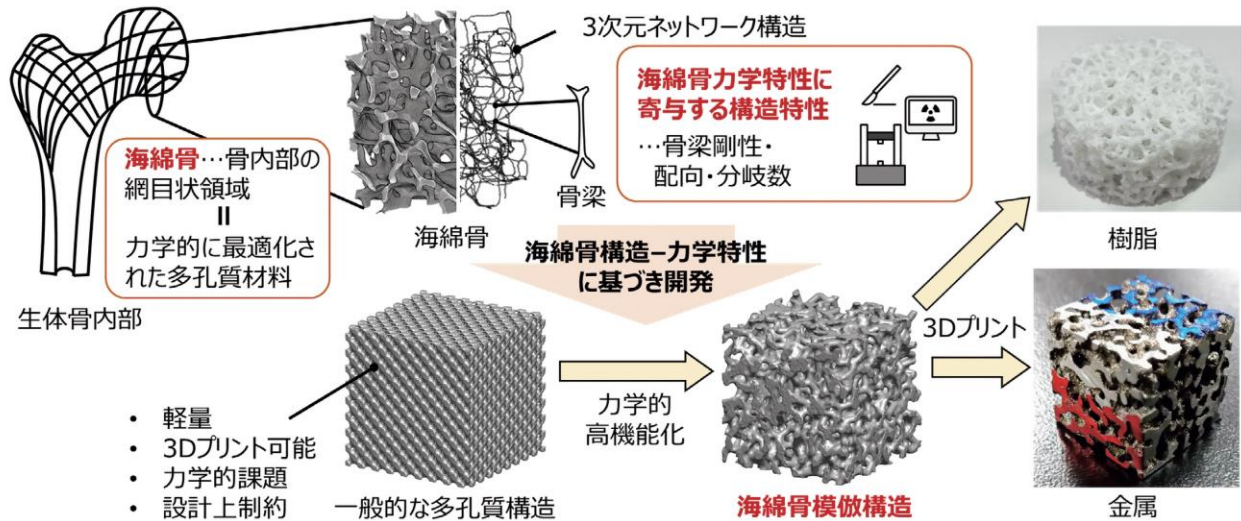 3次元ネットワーク構造
海綿骨力学特性に
寄与する構造特性
…骨梁剛性・
配向・分岐数
海綿骨…骨内部の
網目状領域
=
力学的に最適化さ
れた多孔質材料
生体骨内部
海綿骨
骨梁
樹脂
海綿骨構造–力学特性
に基づき開発
3Dプリント
力学的
高機能化
• 軽量
• 3Dプリント可能
• 力学的課題
• 設計上制約
一般的な多孔質構造
海綿骨模倣構造
金属